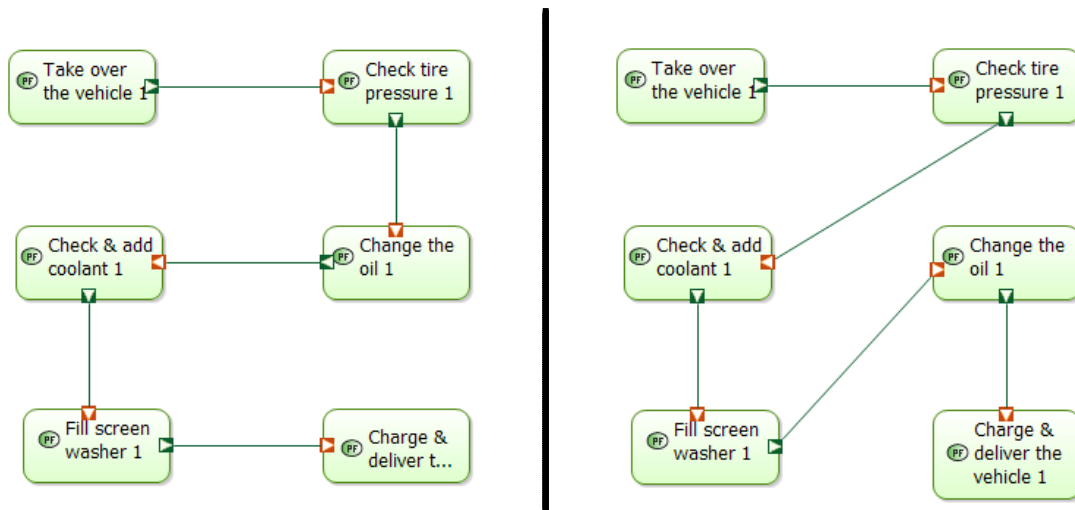 PF
Take over
the vehicle 1
PF
Check tire
pressure 1
PF
Check & add
coolant 1
PF
Change the
oil 1
PF
Fill screen
washer 1
PF
Charge &
deliver t...
PF
Take over
the vehicle 1
PF
Check tire
pressure 1
PF
Check & add
coolant 1
PF
Change the
oil 1
PF
Fill screen
washer 1
PF
Charge &
deliver the
vehicle 1